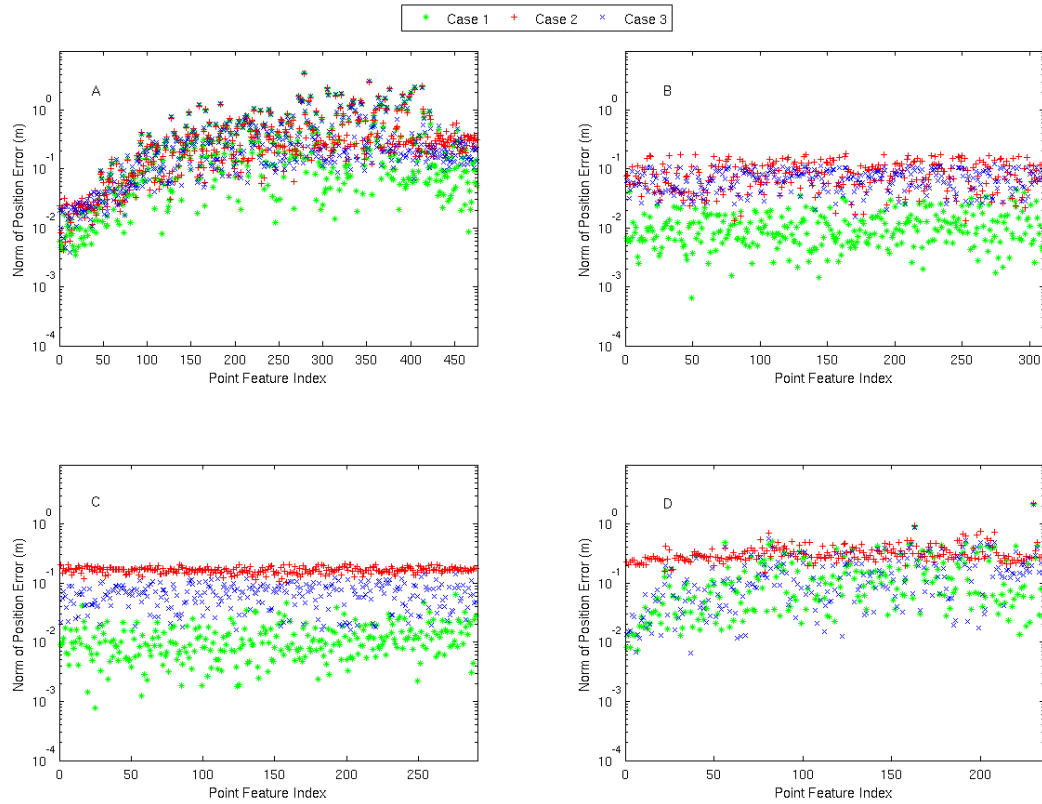 Case 1 Case 2 Case 3
A
Norm of Position Error (m)
10^0
10^-1
10^-2
10^-3
10^-4
0 50 100 150 200 250 300 350 400 450
Point Feature Index
B
Norm of Position Error (m)
10^0
10^-1
10^-2
10^-3
10^-4
0 50 100 150 200 250 300
Point Feature Index
C
Norm of Position Error (m)
10^0
10^-1
10^-2
10^-3
10^-4
0 50 100 150 200 250
Point Feature Index
D
Norm of Position Error (m)
10^0
10^-1
10^-2
10^-3
10^-4
0 50 100 150 200
Point Feature Index